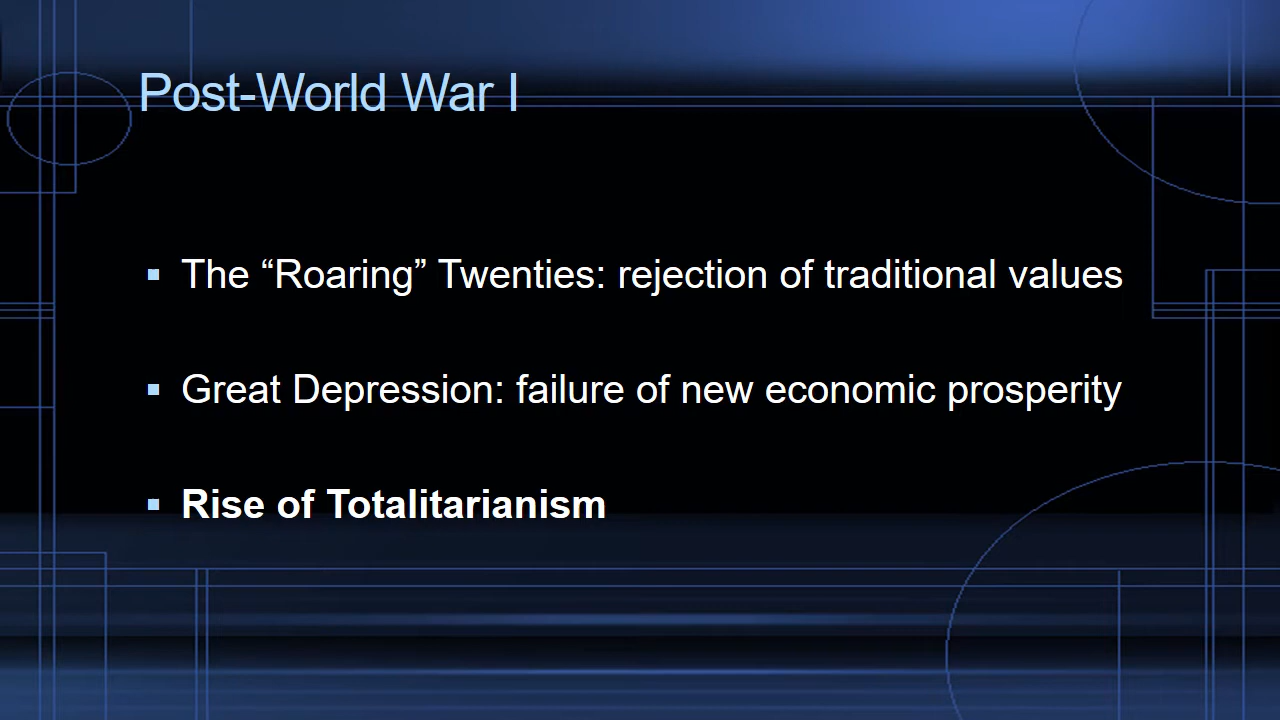 Post-World War I
▪ The “Roaring” Twenties: rejection of traditional values
▪ Great Depression: failure of new economic prosperity
▪ Rise of Totalitarianism